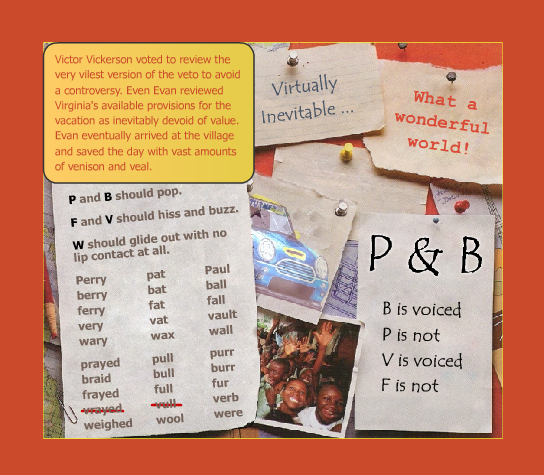 Victor Vickerson voted to review the
very vilest version of the veto to avoid
a controversy. Even Evan reviewed
Virginia's available provisions for the
vacation as inevitably devoid of value.
Evan eventually arrived at the village
and saved the day with vast amounts
of venison and veal.
Virtually
Inevitable ...
What a
wonderful
world!
P and B should pop.
F and V should hiss and buzz.
W should glide out with no
lip contact at all.
Perry pat Paul
berry bat ball
ferry fat fall
very vat vault
wary wax wall
prayed pull purr
braid bull burr
frayed full fur
vrayed vull verb
weighed wool were
P & B
B is voiced
P is not
V is voiced
F is not